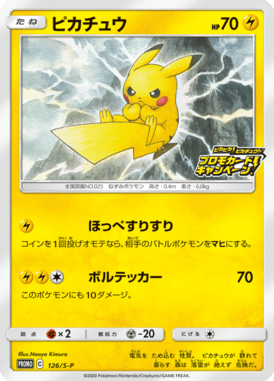 たね ピカチュウ HP70
ピカピカ!ピカチュウ!
プロモカード
キャンペーン!
全国図鑑NO.025 ねずみポケモン 高さ:0.4m 重さ:6.0kg
ほっぺすりすり
コインを1回投げオモテなら、相手のバトルポケモンをマヒにする。
ボルテッカー 70
このポケモンにも10ダメージ。
弱点 ×2 抵抗力 -20 にげる
Illus.Naoyo Kimura
PROMO C 126/S-P
©2020 Pokémon/Nintendo/Creatures/GAME FREAK.